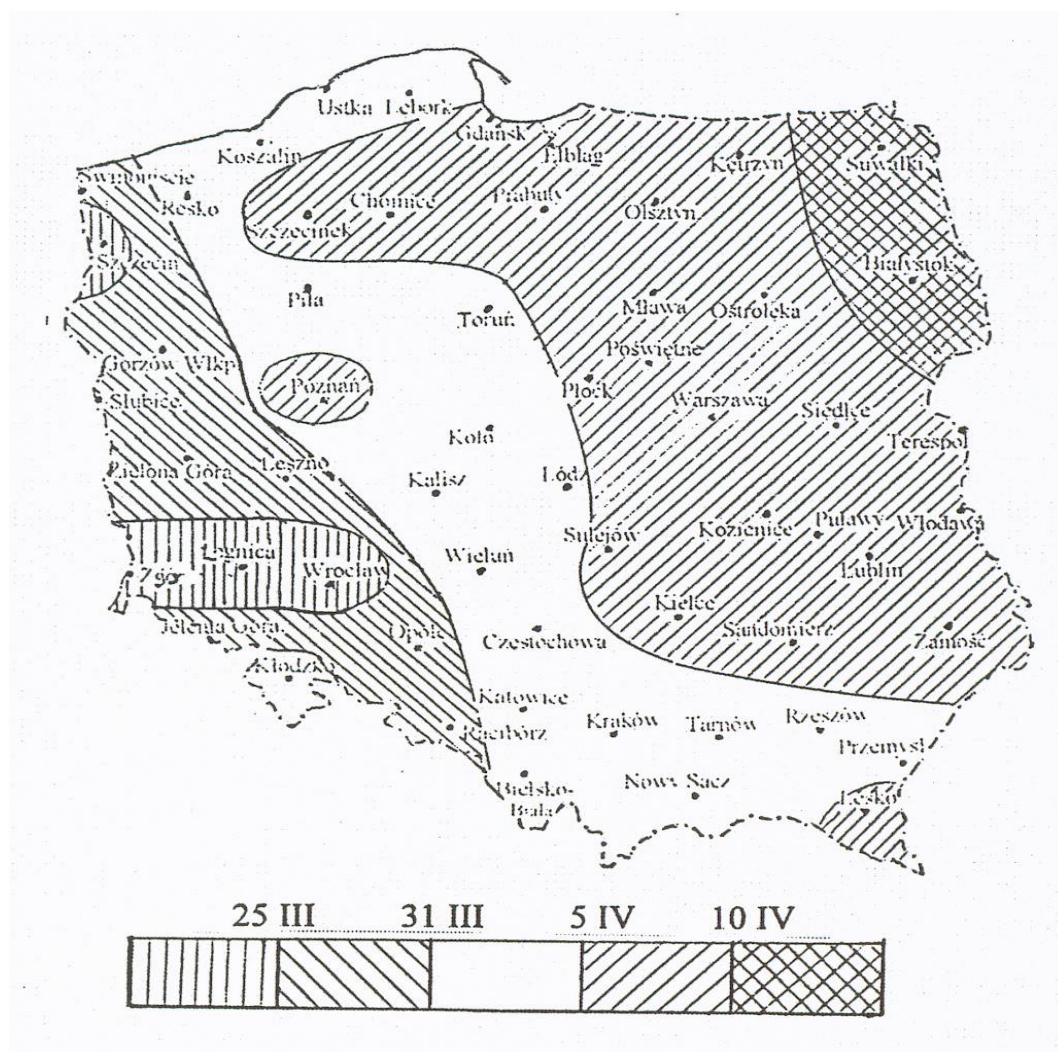 Ustka Lębork
Gdańsk
Koszalin
Elbląg
Kętrzyn
Suwałki
Świnoujście
Resko
Chojnice
Prabuty
Olsztyn
Szczecinek
Szczecin
Białystok
Piła
Toruń
Mława
Ostrołęka
Poświętne
Gorzów Wlkp
Poznań
Płock
Słubice
Warszawa
Siedlce
Koło
Terespol
Zielona Góra
Leszno
Kalisz
Łódź
Sulejów
Kozienice
Puławy
Włodawa
Legnica
Wieluń
Lublin
Zgor
Wrocław
Kielce
Jelenia Góra
Opole
Częstochowa
Sandomierz
Zamość
Kłodzko
Katowice
Kraków
Tarnów
Rzeszów
Racibórz
Przemyśl
Bielsko-
Biała
Nowy Sącz
Lesko
25 III 31 III 5 IV 10 IV